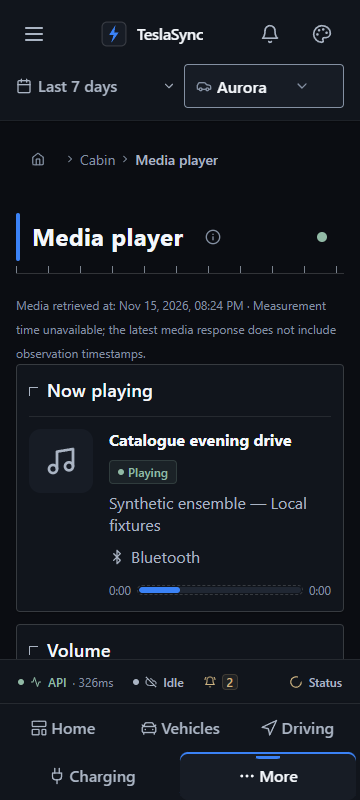 TeslaSync
Last 7 days
Aurora
Cabin
Media player
Media player
Media retrieved at: Nov 15, 2026, 08:24 PM · Measurement
time unavailable; the latest media response does not include
observation timestamps.
Now playing
Catalogue evening drive
Playing
Synthetic ensemble — Local
fixtures
Bluetooth
0:00
0:00
Volume
API · 326ms
Idle
2
Status
Home
Vehicles
Driving
Charging
More